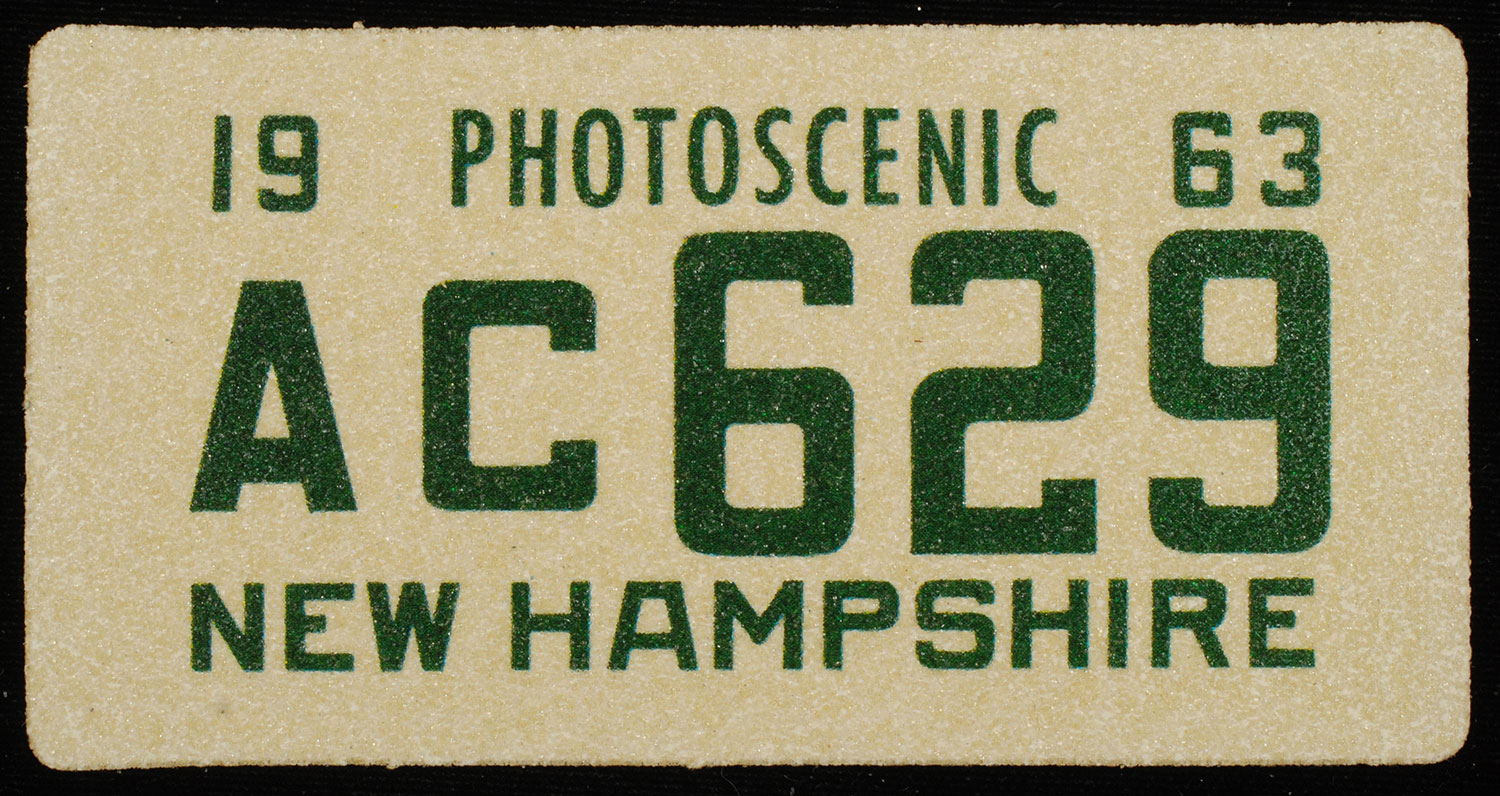 19 PHOTOSCENIC 63
AC629
NEW HAMPSHIRE